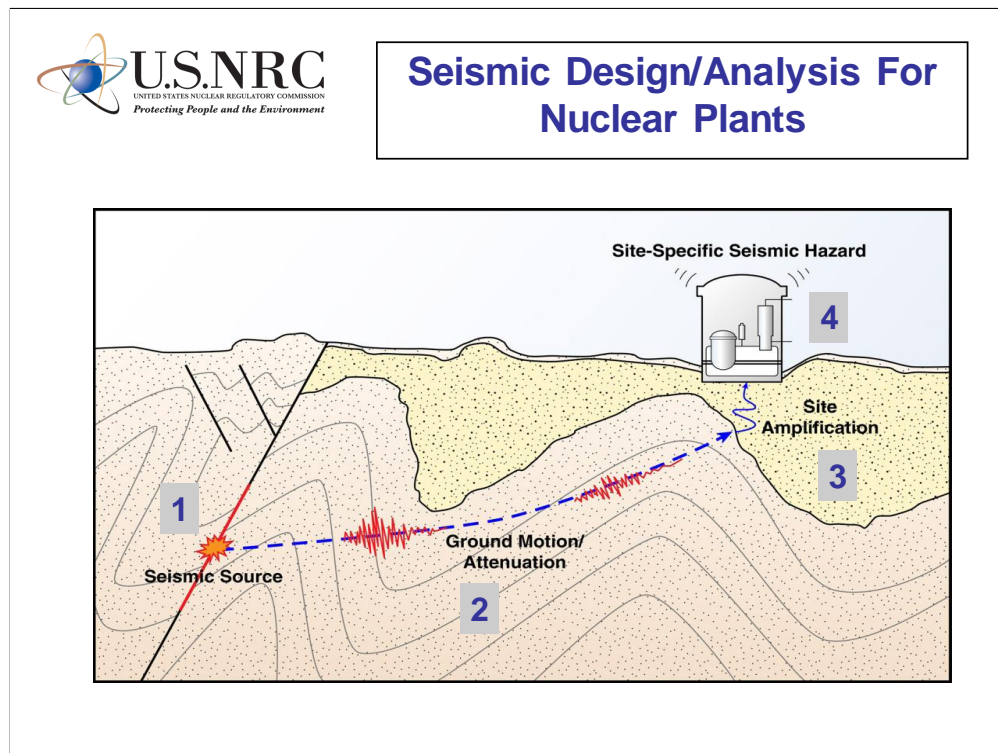 U.S.NRC
UNITED STATES NUCLEAR REGULATORY COMMISSION
Protecting People and the Environment
Seismic Design/Analysis For
Nuclear Plants
Site-Specific Seismic Hazard
4
Site
Amplification
3
1
Seismic Source
Ground Motion/
Attenuation
2